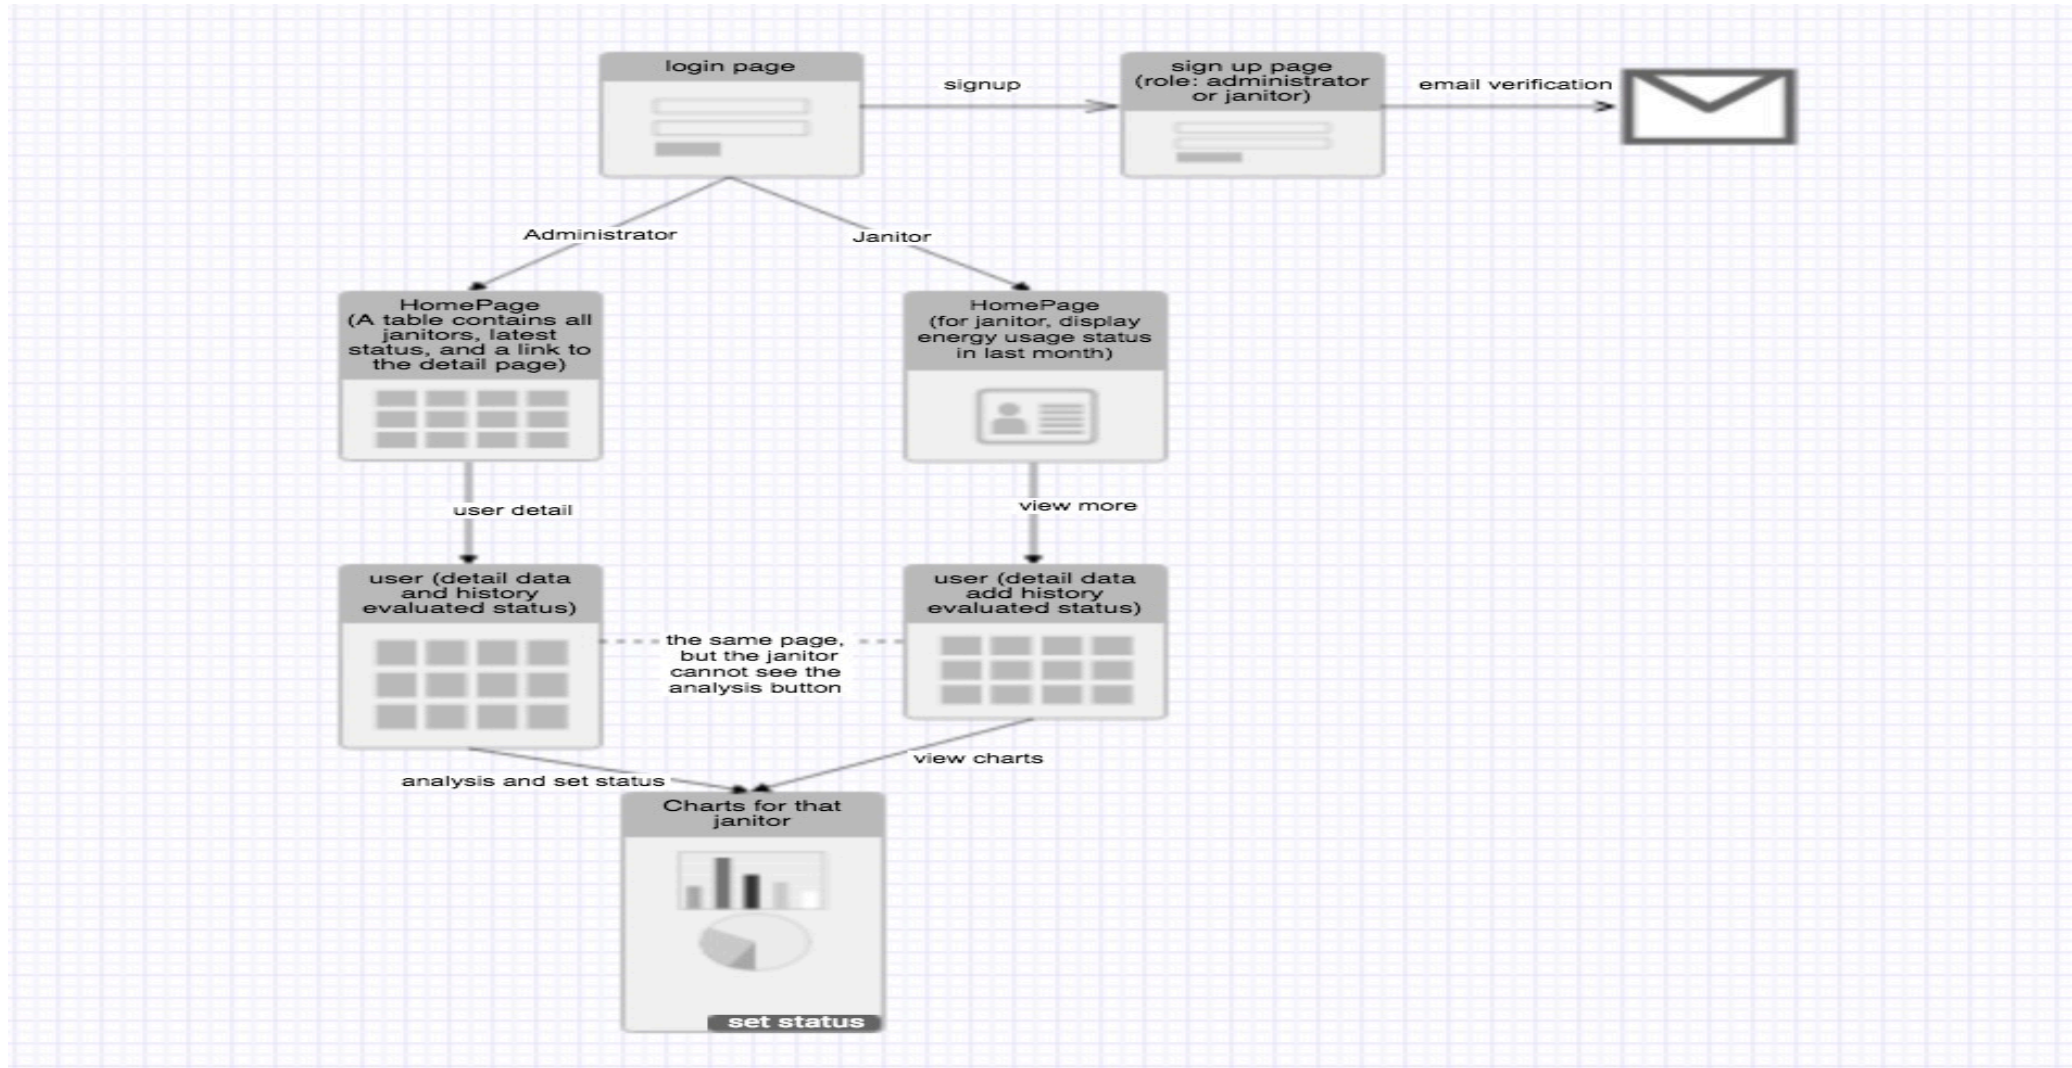 login page
signup
sign up page
(role: administrator
or janitor)
email verification
Administrator
Janitor
HomePage
(A table contains all
janitors, latest
status, and a link to
the detail page)
HomePage
(for janitor, display
energy usage status
in last month)
user detail
view more
user (detail data
and history
evaluated status)
the same page,
but the janitor
cannot see the
analysis button
user (detail data
add history
evaluated status)
analysis and set status
view charts
Charts for that
janitor
set status